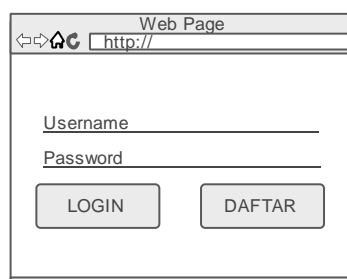 Web Page
http://
Username
Password
LOGIN DAFTAR